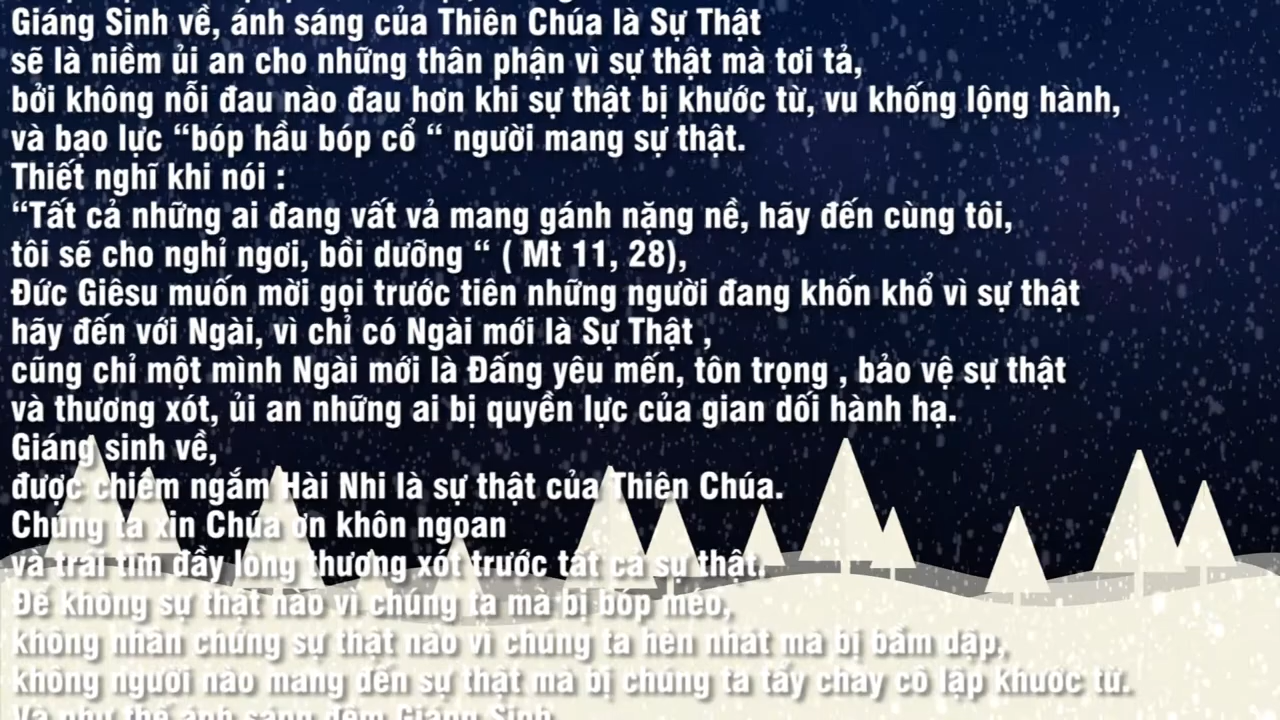 Giáng Sinh về, ánh sáng của Thiên Chúa là Sự Thật
sẽ là niềm ủi an cho những thân phận vì sự thật mà tơi tả,
bởi không nỗi đau nào đau hơn khi sự thật bị khước từ, vu khống lộng hành,
và bạo lực “bóp hầu bóp cổ “ người mang sự thật.
Thiết nghĩ khi nói :
“Tất cả những ai đang vất vả mang gánh nặng nề, hãy đến cùng tôi,
tôi sẽ cho nghỉ ngơi, bồi dưỡng “ ( Mt 11, 28),
Đức Giêsu muốn mời gọi trước tiên những người đang khốn khổ vì sự thật
hãy đến với Ngài, vì chỉ có Ngài mới là Sự Thật ,
cũng chỉ một mình Ngài mới là Đấng yêu mến, tôn trọng , bảo vệ sự thật
và thương xót, ủi an những ai bị quyền lực của gian dối hành hạ.
Giáng sinh về,
được chiêm ngắm Hài Nhi là sự thật của Thiên Chúa.
Chúng ta xin Chúa ơn khôn ngoan
và trái tim đầy lòng thương xót trước tất cả sự thật.
Để không sự thật nào vì chúng ta mà bị bóp méo,
không nhân chứng sự thật nào vì chúng ta hèn nhát mà bị bầm dập,
không người nào mang đến sự thật mà bị chúng ta tẩy chay cô lập khước từ.
Và như thế ánh sáng đêm Giáng Sinh